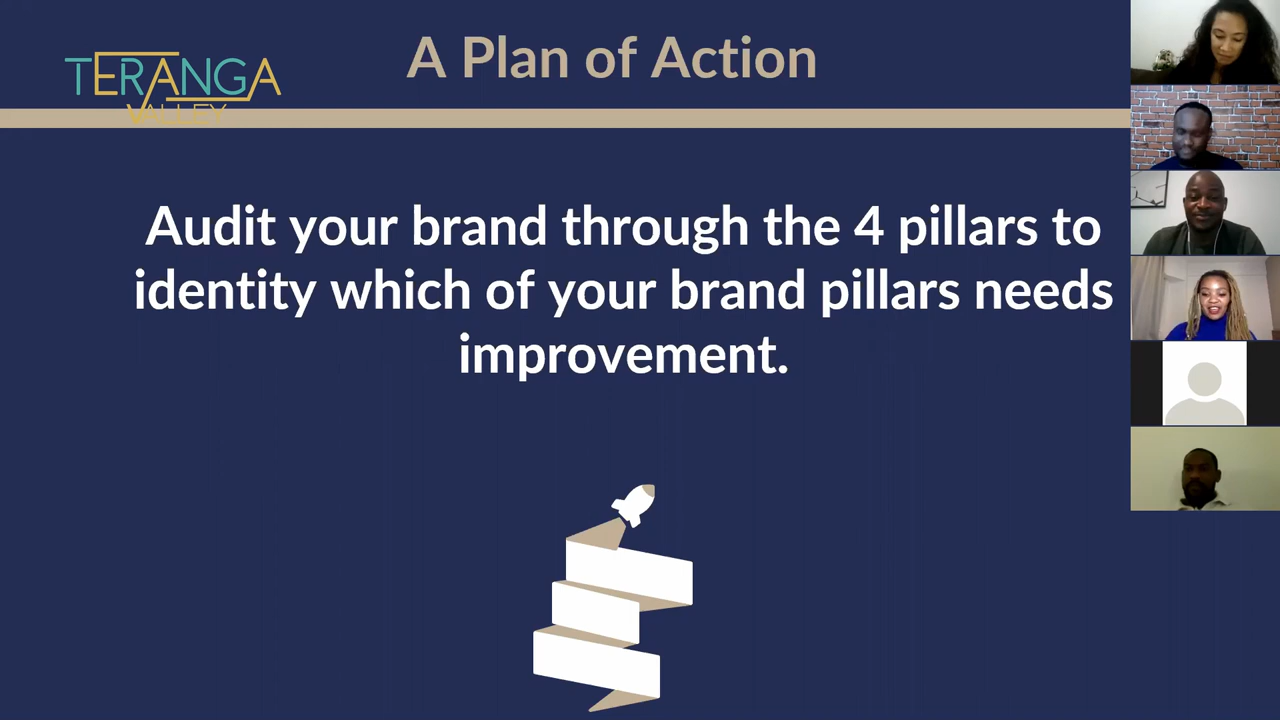 A Plan of Action
TERANGA
VALLEY
Audit your brand through the 4 pillars to
identity which of your brand pillars needs
improvement.